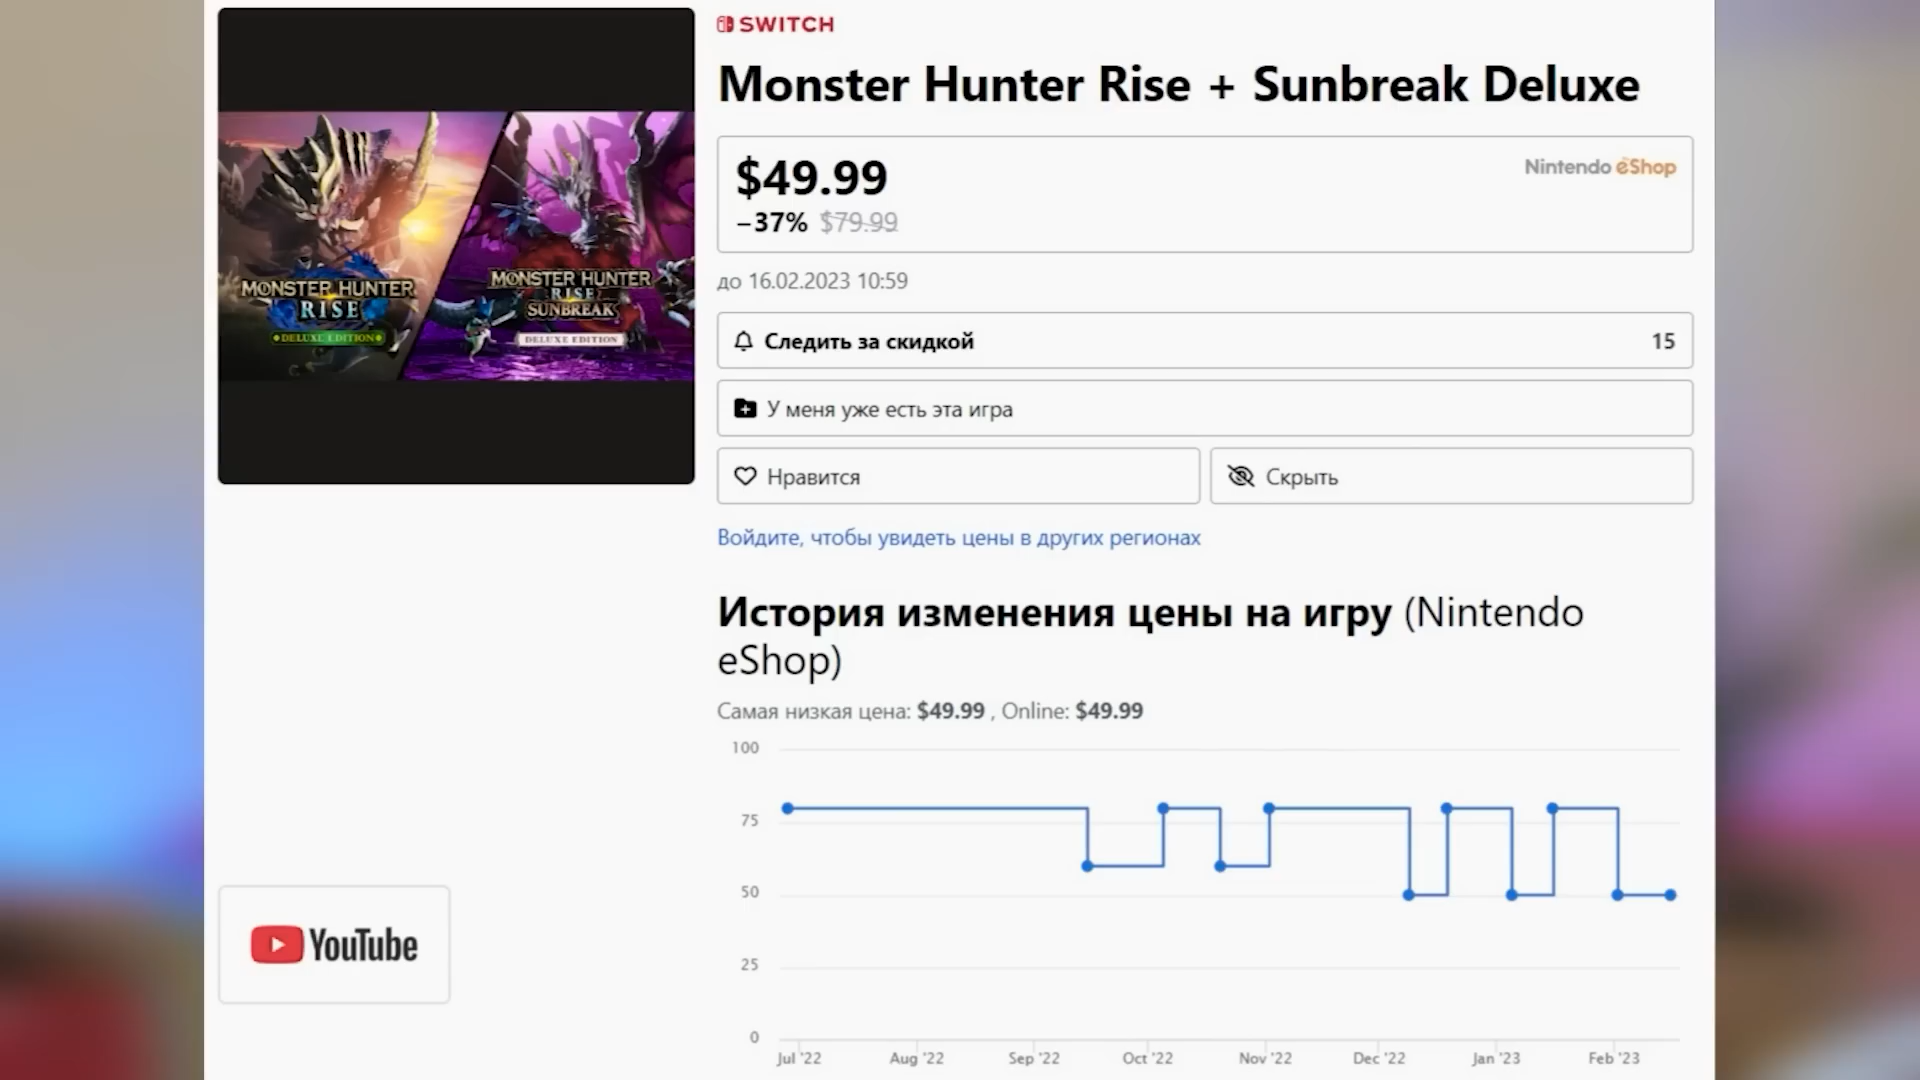 SWITCH
Monster Hunter Rise + Sunbreak Deluxe
$49.99
Nintendo eShop
–37% $79.99
до 16.02.2023 10:59
Следить за скидкой 15
У меня уже есть эта игра
Нравится
Скрыть
Войдите, чтобы увидеть цены в других регионах
MONSTER HUNTER
RISE
DELUXE EDITION
MONSTER HUNTER
RISE
SUNBREAK
DELUXE EDITION
История изменения цены на игру (Nintendo
eShop)
Самая низкая цена: $49.99 , Online: $49.99
100
75
50
25
0
Jul '22 Aug '22 Sep '22 Oct '22 Nov '22 Dec '22 Jan '23 Feb '23
YouTube